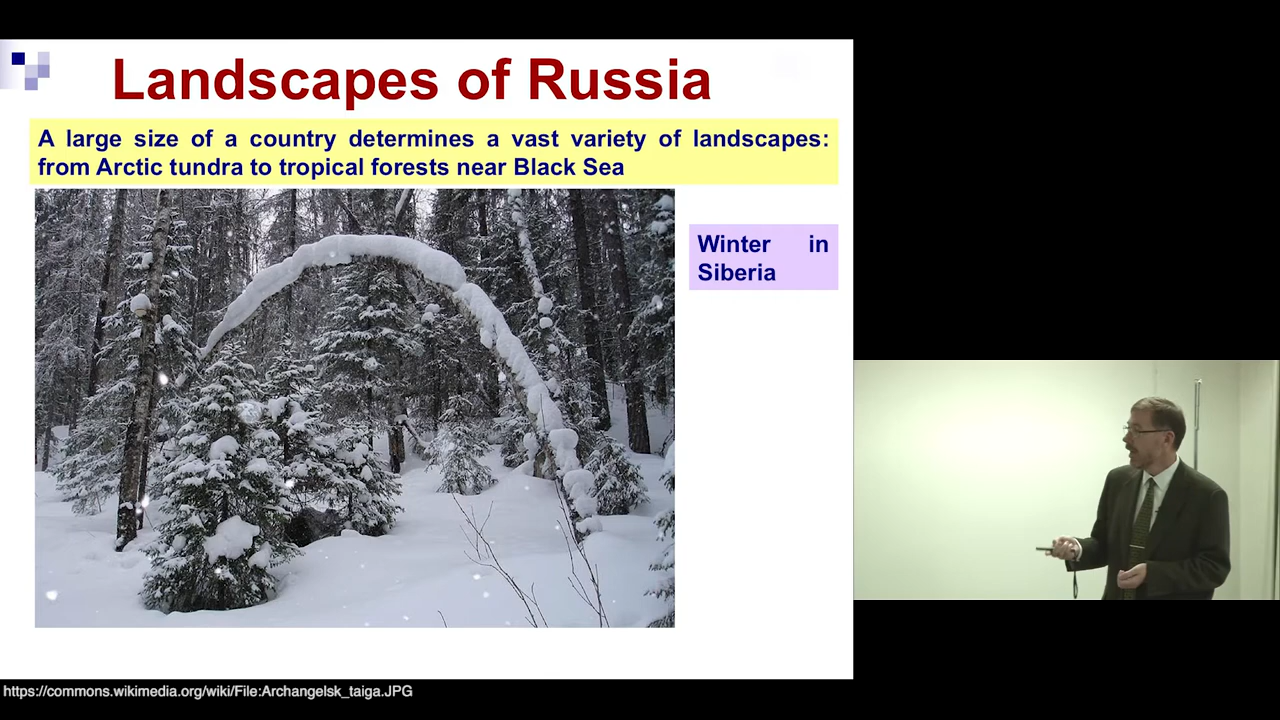 Landscapes of Russia
A large size of a country determines a vast variety of landscapes:
from Arctic tundra to tropical forests near Black Sea
Winter in
Siberia
https://commons.wikimedia.org/wiki/File:Archangelsk_taiga.JPG